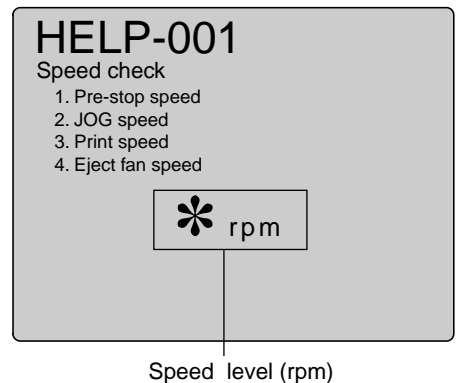 HELP-001
Speed check
1. Pre-stop speed
2. JOG speed
3. Print speed
4. Eject fan speed
* rpm
Speed level (rpm)